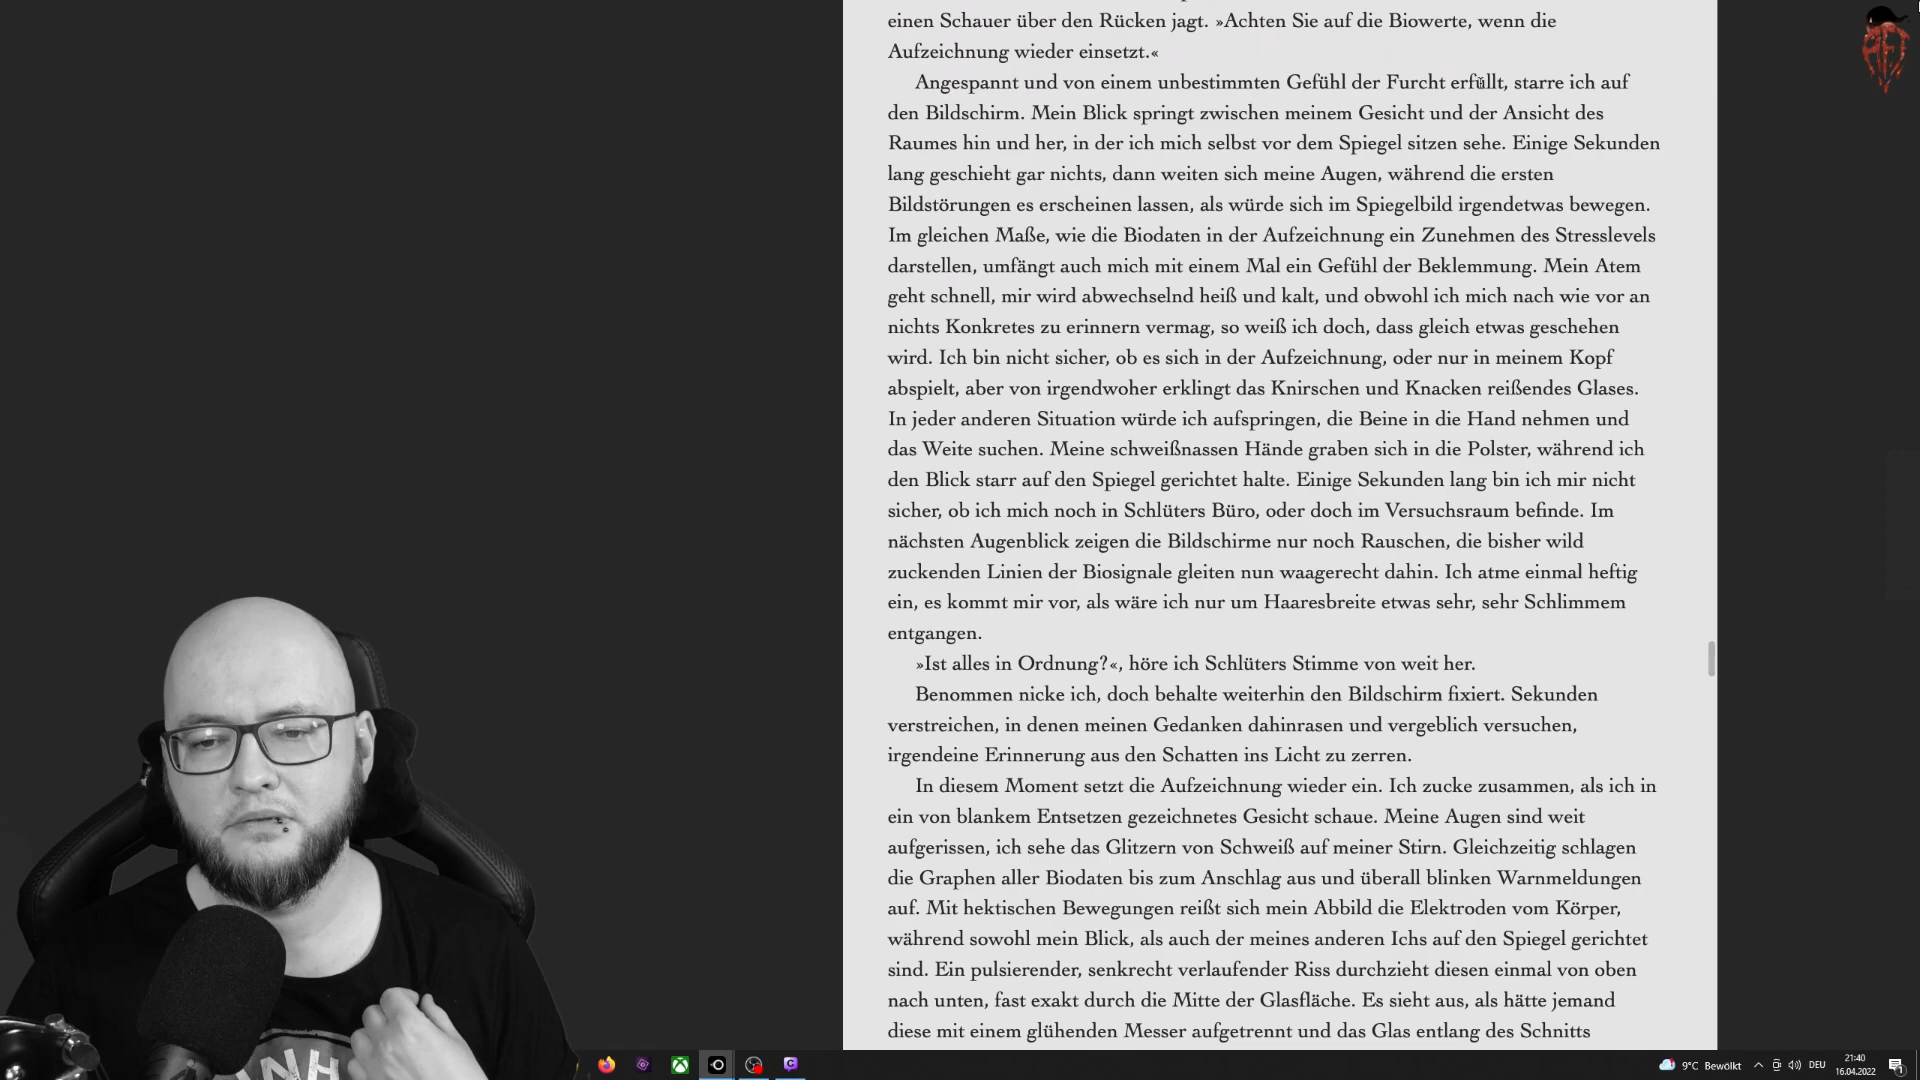 einen Schauer über den Rücken jagt. »Achten Sie auf die Biowerte, wenn die
Aufzeichnung wieder einsetzt.«
Angespannt und von einem unbestimmten Gefühl der Furcht erfüllt, starre ich auf
den Bildschirm. Mein Blick springt zwischen meinem Gesicht und der Ansicht des
Raumes hin und her, in der ich mich selbst vor dem Spiegel sitzen sehe. Einige Sekunden
lang geschieht gar nichts, dann weiten sich meine Augen, während die ersten
Bildstörungen es erscheinen lassen, als würde sich im Spiegelbild irgendetwas bewegen.
Im gleichen Maße, wie die Biodaten in der Aufzeichnung ein Zunehmen des Stresslevels
darstellen, umfängt auch mich mit einem Mal ein Gefühl der Beklemmung. Mein Atem
geht schnell, mir wird abwechselnd heiß und kalt, und obwohl ich mich nach wie vor an
nichts Konkretes zu erinnern vermag, so weiß ich doch, dass gleich etwas geschehen
wird. Ich bin nicht sicher, ob es sich in der Aufzeichnung, oder nur in meinem Kopf
abspielt, aber von irgendwoher erklingt das Knirschen und Knacken reißendes Glases.
In jeder anderen Situation würde ich aufspringen, die Beine in die Hand nehmen und
das Weite suchen. Meine schweißnassen Hände graben sich in die Polster, während ich
den Blick starr auf den Spiegel gerichtet halte. Einige Sekunden lang bin ich mir nicht
sicher, ob ich mich noch in Schlüters Büro, oder doch im Versuchsraum befinde. Im
nächsten Augenblick zeigen die Bildschirme nur noch Rauschen, die bisher wild
zuckenden Linien der Biosignale gleiten nun waagerecht dahin. Ich atme einmal heftig
ein, es kommt mir vor, als wäre ich nur um Haaresbreite etwas sehr, sehr Schlimmem
entgangen.
»Ist alles in Ordnung?«, höre ich Schlüters Stimme von weit her.
Benommen nicke ich, doch behalte weiterhin den Bildschirm fixiert. Sekunden
verstreichen, in denen meinen Gedanken dahinrasen und vergeblich versuchen,
irgendeine Erinnerung aus den Schatten ins Licht zu zerren.
In diesem Moment setzt die Aufzeichnung wieder ein. Ich zucke zusammen, als ich in
ein von blankem Entsetzen gezeichnetes Gesicht schaue. Meine Augen sind weit
aufgerissen, ich sehe das Glitzern von Schweiß auf meiner Stirn. Gleichzeitig schlagen
die Graphen aller Biodaten bis zum Anschlag aus und überall blinken Warnmeldungen
auf. Mit hektischen Bewegungen reißt sich mein Abbild die Elektroden vom Körper,
während sowohl mein Blick, als auch der meines anderen Ichs auf den Spiegel gerichtet
sind. Ein pulsierender, senkrecht verlaufender Riss durchzieht diesen einmal von oben
nach unten, fast exakt durch die Mitte der Glasfläche. Es sieht aus, als hätte jemand
diese mit einem glühenden Messer aufgetrennt und das Glas entlang des Schnitts
9°C Bewölkt
DEU
21:40
16.04.2022